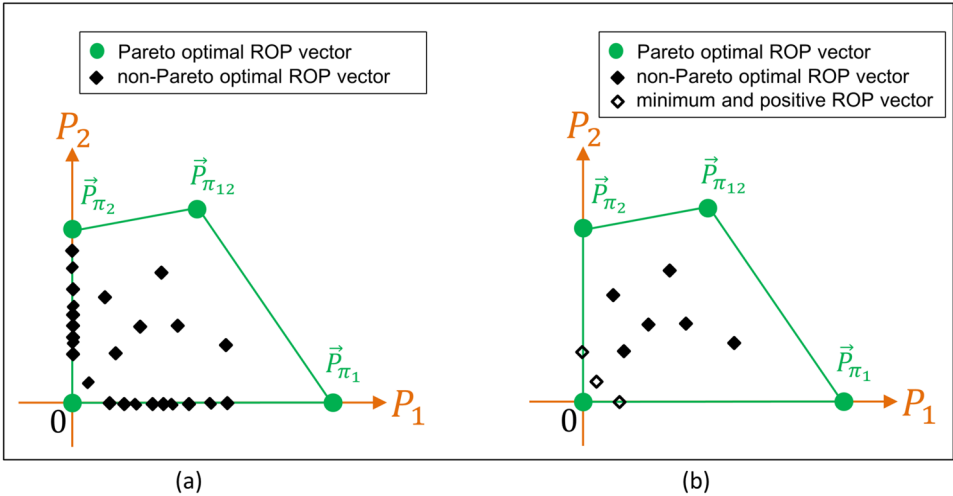 Pareto optimal ROP vector
non-Pareto optimal ROP vector
P₂
P⃗π₂
P⃗π₁₂
P⃗π₁
P₁
0
(a)
Pareto optimal ROP vector
non-Pareto optimal ROP vector
minimum and positive ROP vector
P₂
P⃗π₂
P⃗π₁₂
P⃗π₁
P₁
0
(b)